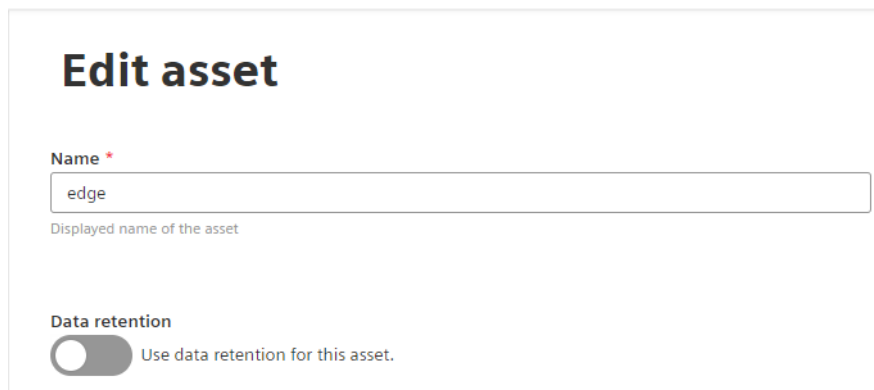 Edit asset
Name *
edge
Displayed name of the asset
Data retention
Use data retention for this asset.